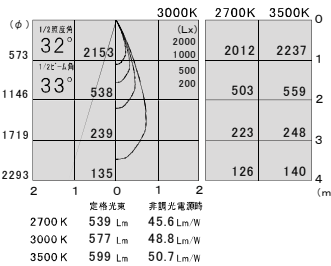 (φ) 3000K 2700K 3500K
1/2照度角 32° (Lx) 0
2000
573 2153 1000 2012 2237 1
1/2ビーム角 33° 500
200
1146 538 503 559 2
1719 239 223 248 3
2293 135 126 140 4
2 1 0 1 2 (m
定格光束 非調光電源時
2700K 539 Lm 45.6 Lm/W
3000K 577 Lm 48.8 Lm/W
3500K 599 Lm 50.7 Lm/W